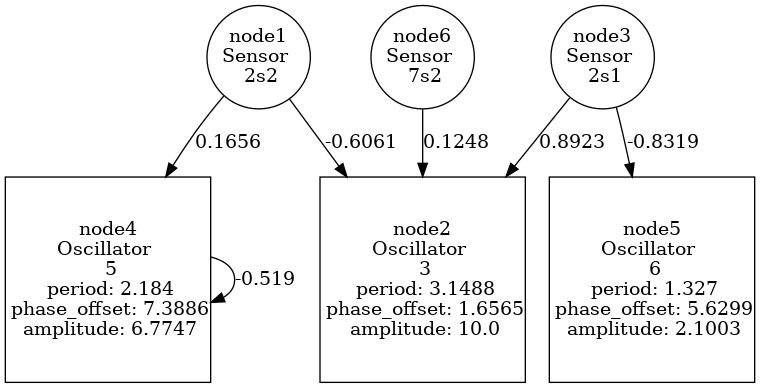 node1
Sensor
2s2
node6
Sensor
7s2
node3
Sensor
2s1
0.1656
-0.6061
0.1248
0.8923
-0.8319
node4
Oscillator
5
period: 2.184
phase_offset: 7.3886
amplitude: 6.7747
-0.519
node2
Oscillator
3
period: 3.1488
phase_offset: 1.6565
amplitude: 10.0
node5
Oscillator
6
period: 1.327
phase_offset: 5.6299
amplitude: 2.1003